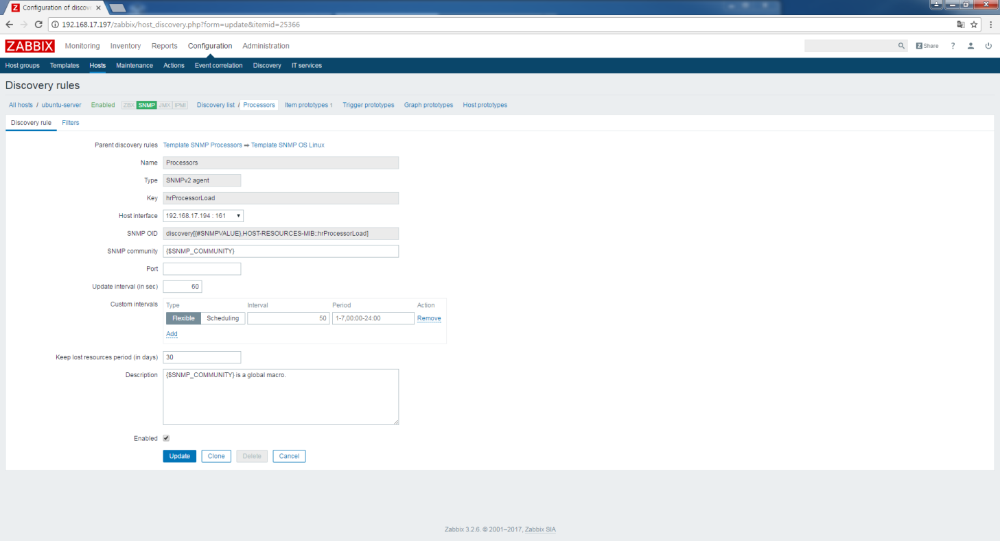 Configuration of discov
192.168.17.197/zabbix/host_discovery.php?form=update&itemid=25366
ZABBIX Monitoring Inventory Reports Configuration Administration Z Share ?
Host groups Templates Hosts Maintenance Actions Event correlation Discovery IT services
Discovery rules
All hosts / ubuntu-server Enabled ZBX SNMP JMX IPMI Discovery list / Processors Item prototypes 1 Trigger prototypes Graph prototypes Host prototypes
Discovery rule Filters
Parent discovery rules Template SNMP Processors ⇒ Template SNMP OS Linux
Name Processors
Type SNMPv2 agent
Key hrProcessorLoad
Host interface 192.168.17.194 : 161
SNMP OID discovery[{#SNMPVALUE},HOST-RESOURCES-MIB::hrProcessorLoad]
SNMP community {$SNMP_COMMUNITY}
Port
Update interval (in sec) 60
Custom intervals Type Interval Period Action
Flexible Scheduling 50 1-7,00:00-24:00 Remove
Add
Keep lost resources period (in days) 30
Description {$SNMP_COMMUNITY} is a global macro.
Enabled
Update Clone Delete Cancel
Zabbix 3.2.6. © 2001–2017, Zabbix SIA